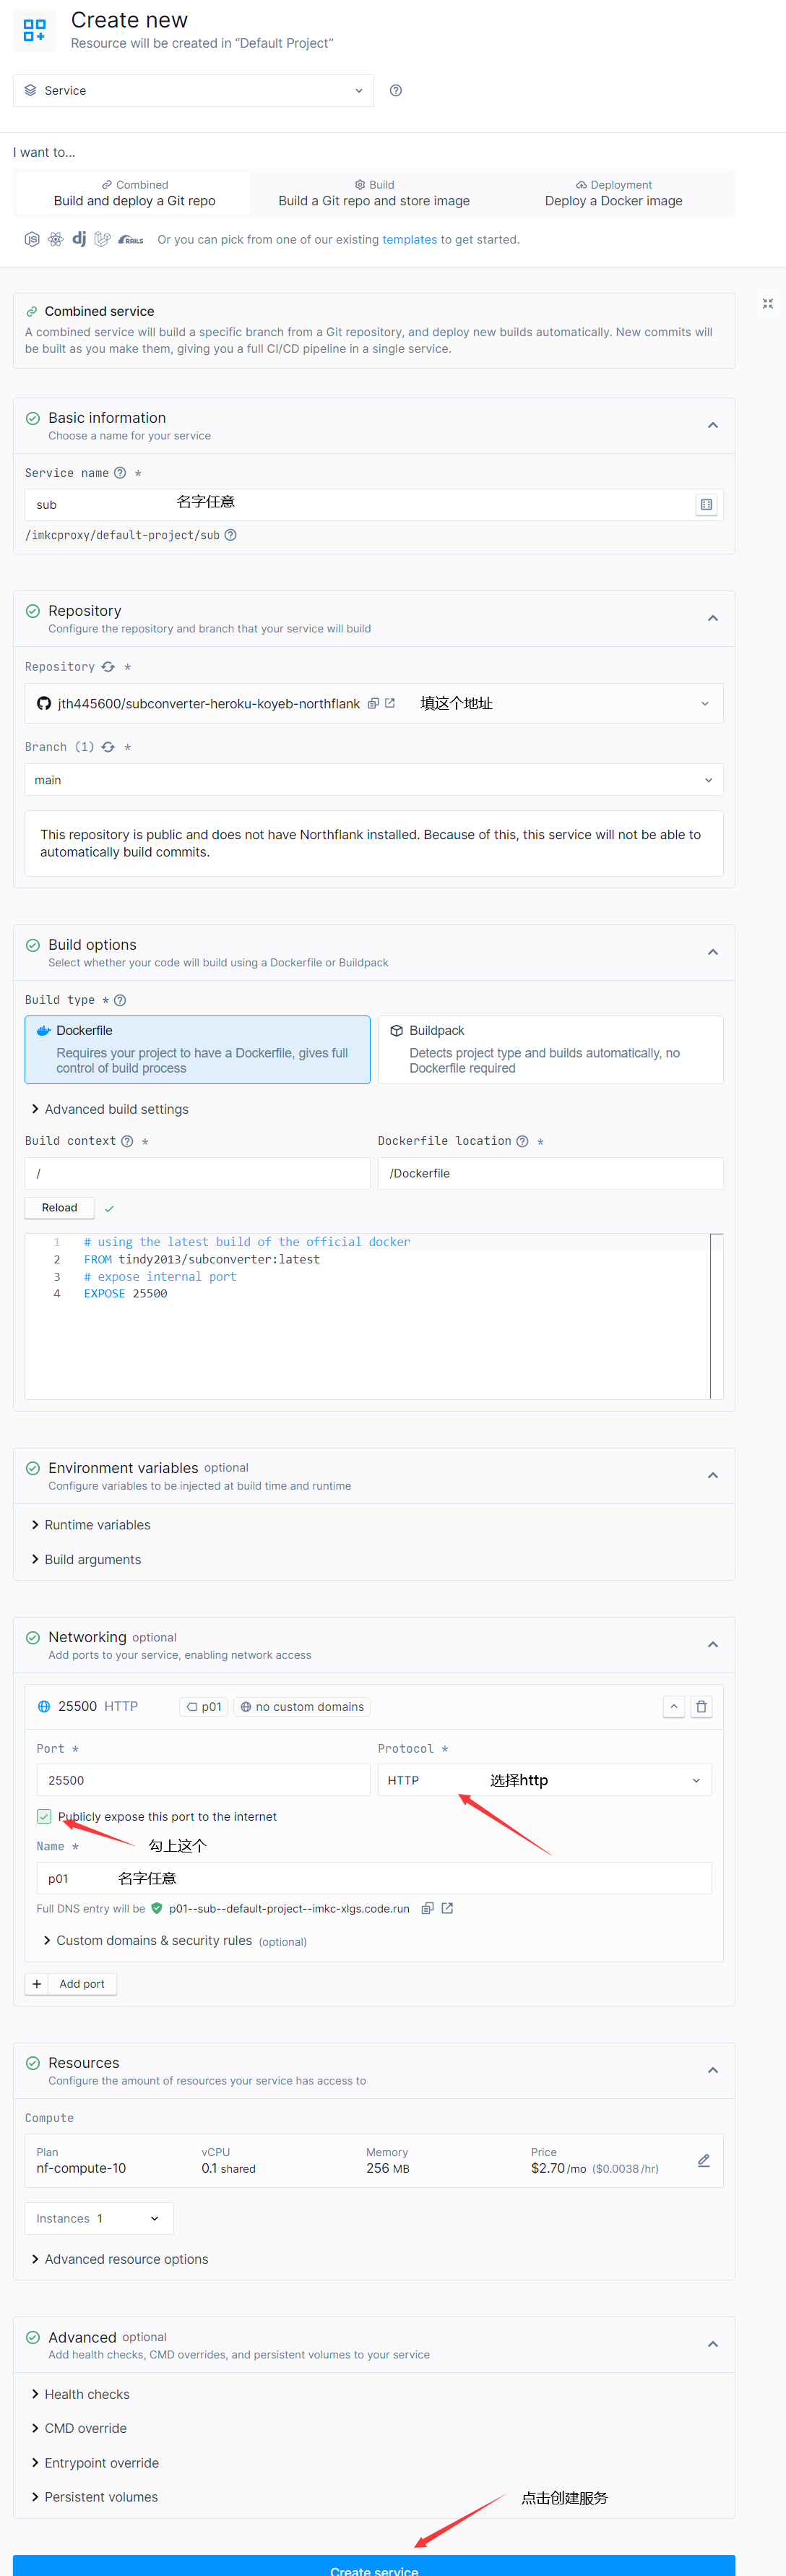 Create new
Resource will be created in “Default Project”
Service
I want to...
Combined
Build and deploy a Git repo
Build
Build a Git repo and store image
Deployment
Deploy a Docker image
JS dj RAILS Or you can pick from one of our existing templates to get started.
Combined service
A combined service will build a specific branch from a Git repository, and deploy new builds automatically. New commits will
be built as you make them, giving you a full CI/CD pipeline in a single service.
Basic information
Choose a name for your service
Service name *
sub 名字任意
/imkcproxy/default-project/sub
Repository
Configure the repository and branch that your service will build
Repository *
jth445600/subconverter-heroku-koyeb-northflank 填这个地址
Branch (1) *
main
This repository is public and does not have Northflank installed. Because of this, this service will not be able to
automatically build commits.
Build options
Select whether your code will build using a Dockerfile or Buildpack
Build type *
Dockerfile
Requires your project to have a Dockerfile, gives full
control of build process
Buildpack
Detects project type and builds automatically, no
Dockerfile required
Advanced build settings
Build context * Dockerfile location *
/ /Dockerfile
Reload
1 # using the latest build of the official docker
2 FROM tindy2013/subconverter:latest
3 # expose internal port
4 EXPOSE 25500
Environment variables optional
Configure variables to be injected at build time and runtime
Runtime variables
Build arguments
Networking optional
Add ports to your service, enabling network access
25500 HTTP p01 no custom domains
Port * Protocol *
25500 HTTP 选择http
Publicly expose this port to the internet
Name * 勾上这个
p01 名字任意
Full DNS entry will be p01--sub--default-project--imkc-xlgs.code.run
Custom domains & security rules (optional)
+ Add port
Resources
Configure the amount of resources your service has access to
Compute
Plan vCPU Memory Price
nf-compute-10 0.1 shared 256 MB $2.70/mo ($0.0038/hr)
Instances 1
Advanced resource options
Advanced optional
Add health checks, CMD overrides, and persistent volumes to your service
Health checks
CMD override
Entrypoint override
Persistent volumes
点击创建服务
Create service